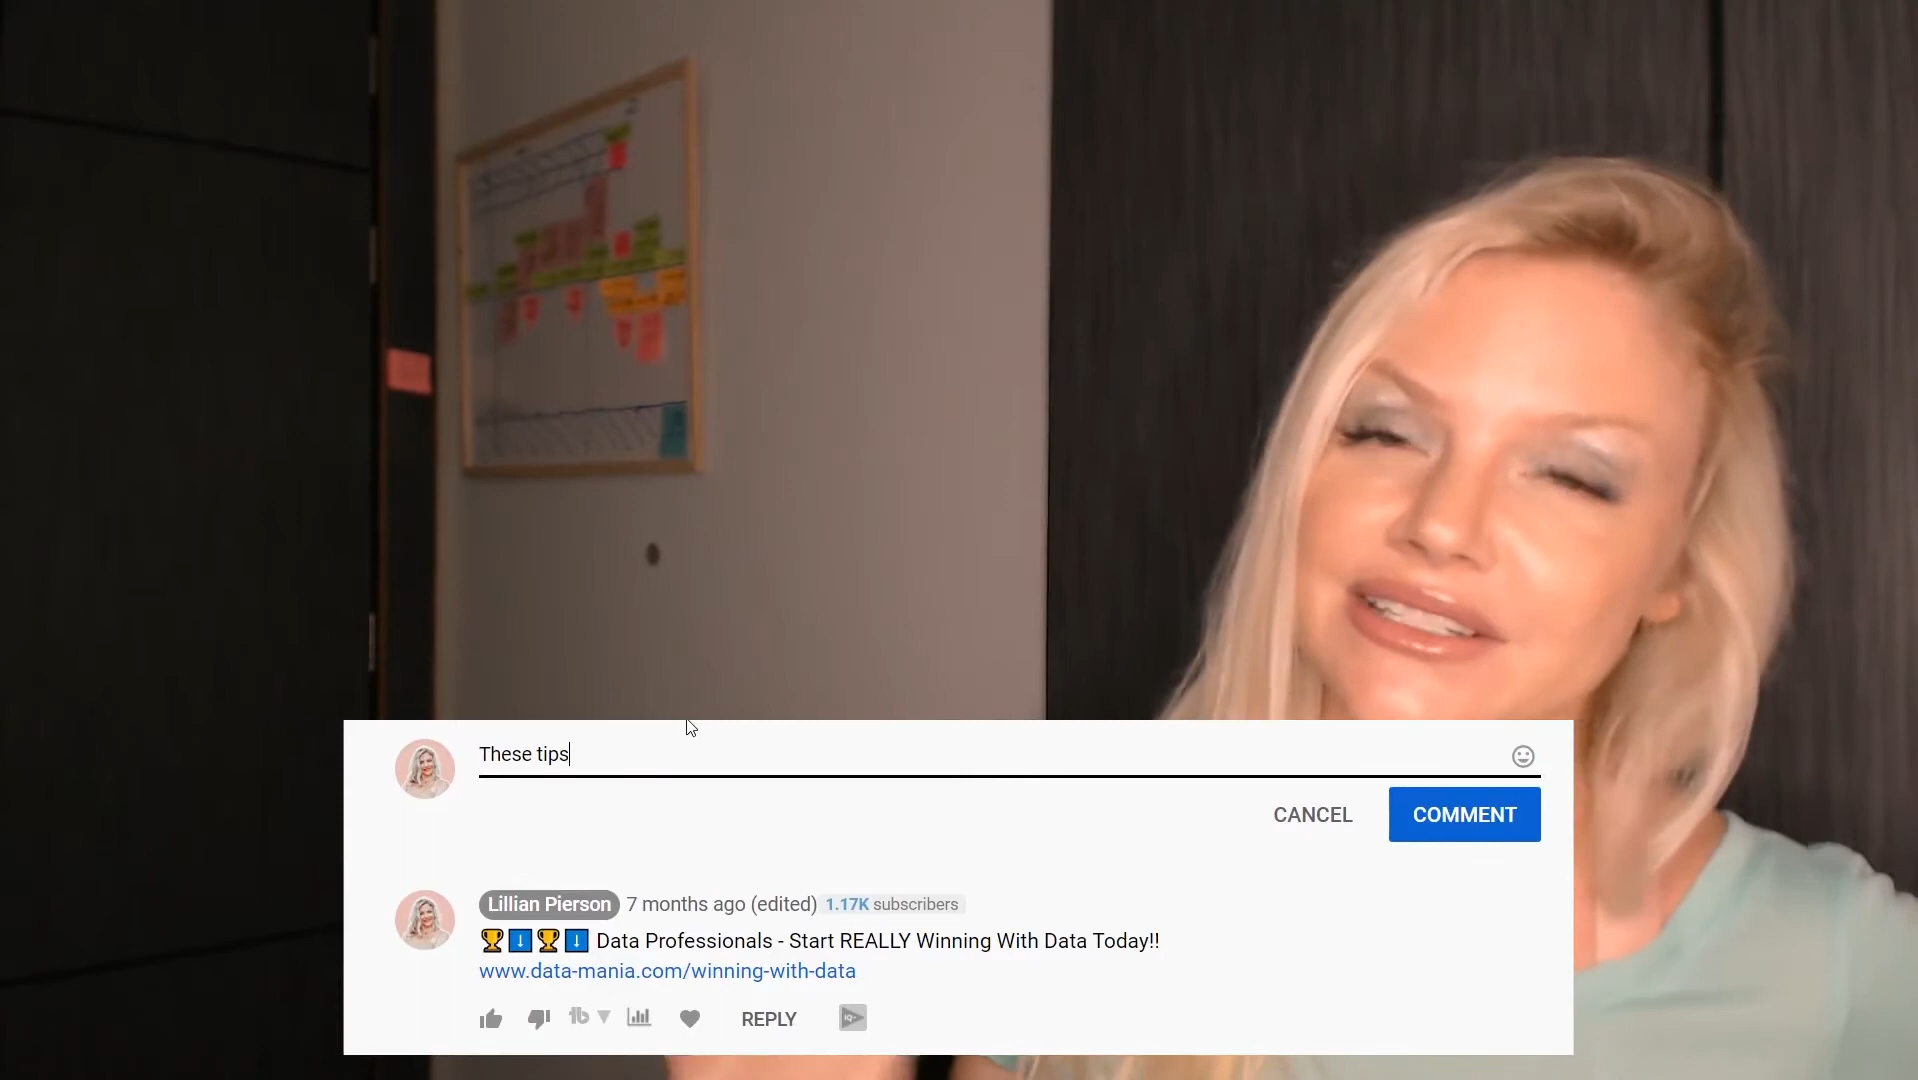 These tips
CANCEL
COMMENT
Lillian Pierson 7 months ago (edited) 1.17K subscribers
🏆⬇️🏆⬇️ Data Professionals - Start REALLY Winning With Data Today!!
www.data-mania.com/winning-with-data
REPLY